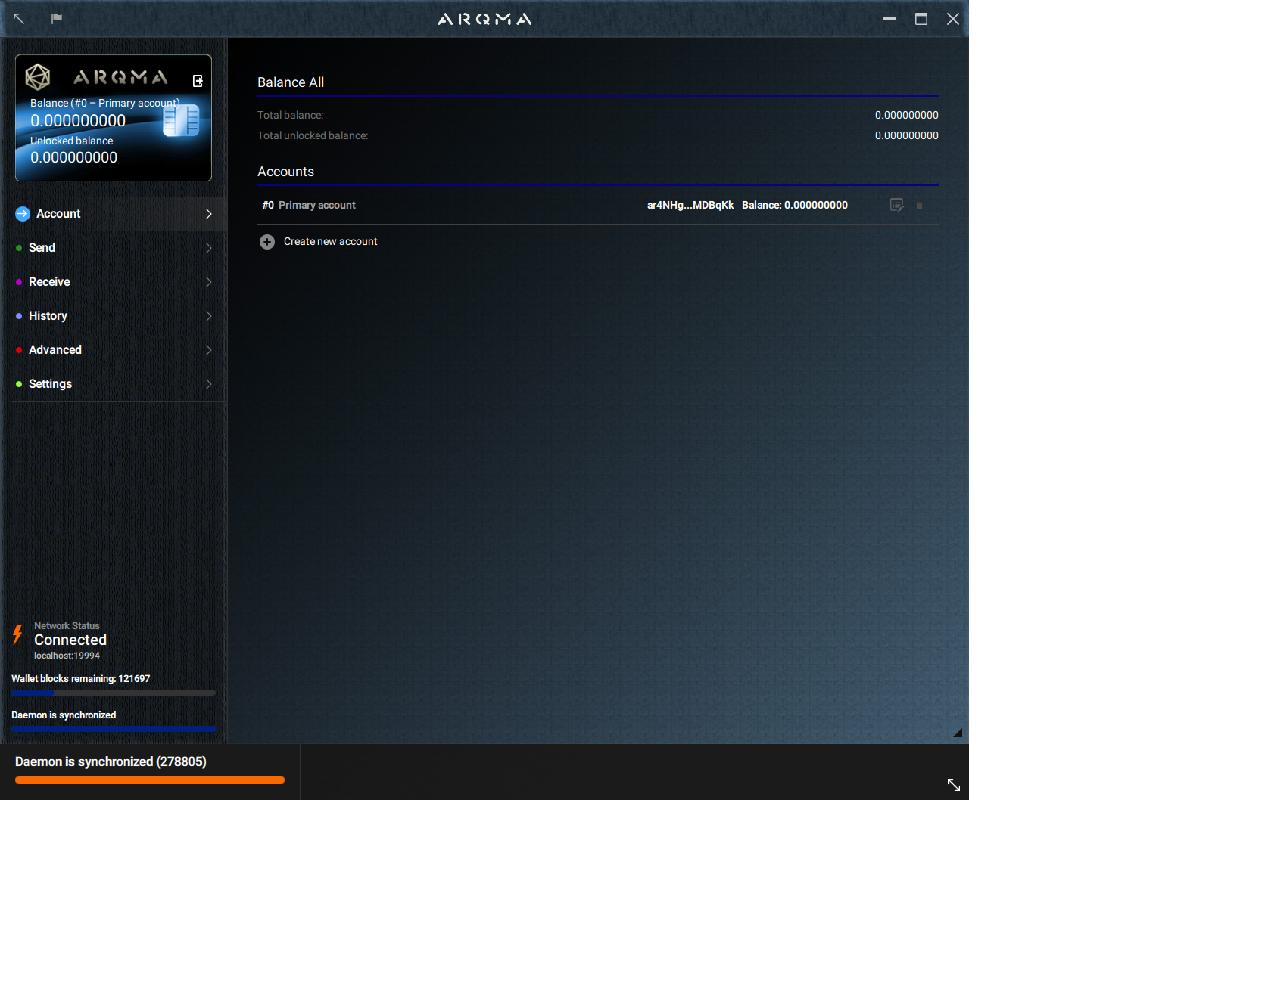 ARQMA
ARQMA
Balance (#0 – Primary account)
0.000000000
Unlocked balance
0.000000000
Account
Send
Receive
History
Advanced
Settings
Network Status
Connected
localhost:19994
Wallet blocks remaining: 121697
Daemon is synchronized
Balance All
Total balance: 0.000000000
Total unlocked balance: 0.000000000
Accounts
#0 Primary account ar4NHg...MDBqKk Balance: 0.000000000
Create new account
Daemon is synchronized (278805)